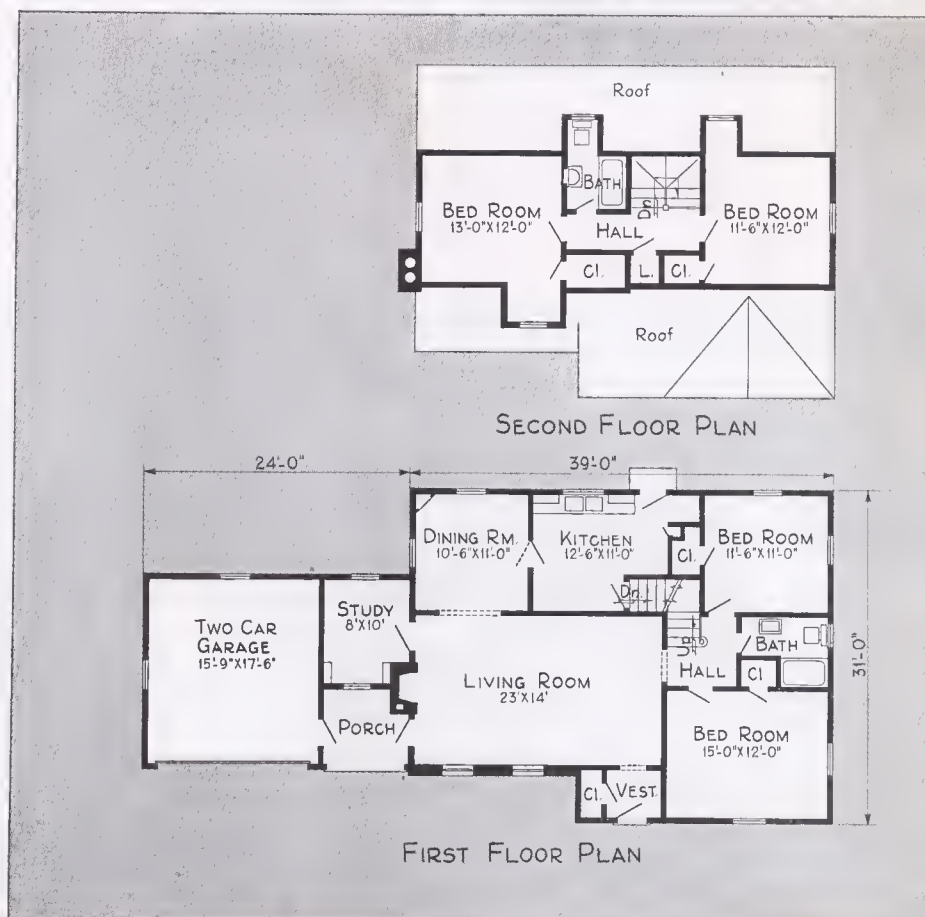 Roof
BATH
BED ROOM
13'-0"X12'-0"
Dn
BED ROOM
11'-6"X12'-0"
HALL
Cl.
L.
Cl.
Roof
SECOND FLOOR PLAN
24'-0"
39'-0"
DINING RM.
10'-6"X11'-0"
KITCHEN
12'-6"X11'-0"
Cl.
BED ROOM
11'-6"X11'-0"
Dn.
STUDY
8'X10'
TWO CAR
GARAGE
15'-9"X17'-6"
Up
BATH
HALL
Cl
31'-0"
LIVING ROOM
23'X14'
PORCH
BED ROOM
15'-0"X12'-0"
Cl.
VEST.
FIRST FLOOR PLAN